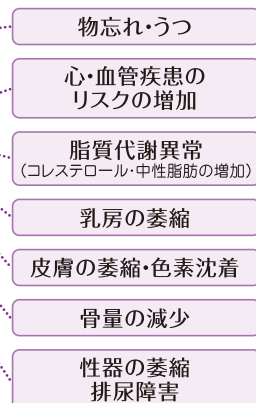 物忘れ・うつ
心・血管疾患の
リスクの増加
脂質代謝異常
(コレステロール・中性脂肪の増加)
乳房の萎縮
皮膚の萎縮・色素沈着
骨量の減少
性器の萎縮
排尿障害